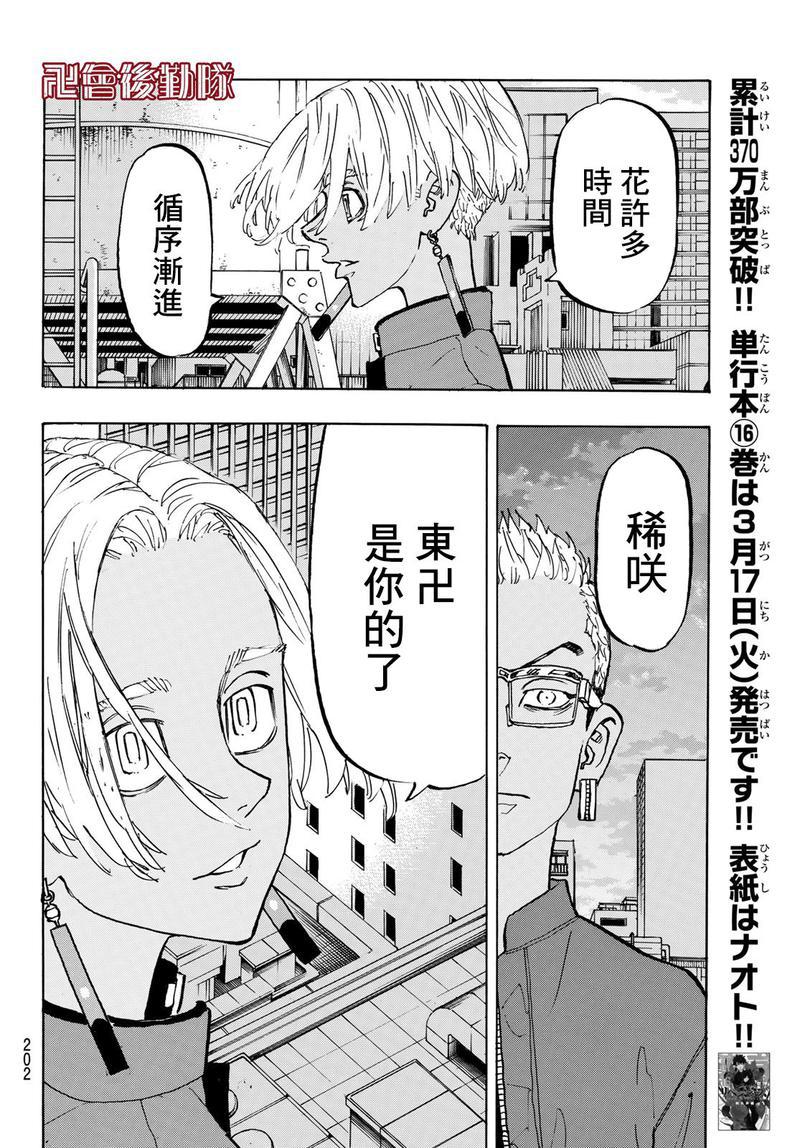 卍會後勤隊
花許多
時間
循序漸進
稀咲
東卍
是你的了
累計370万部突破!! 単行本⑯巻は3月17日(火)発売です!! 表紙はナオト!!
202